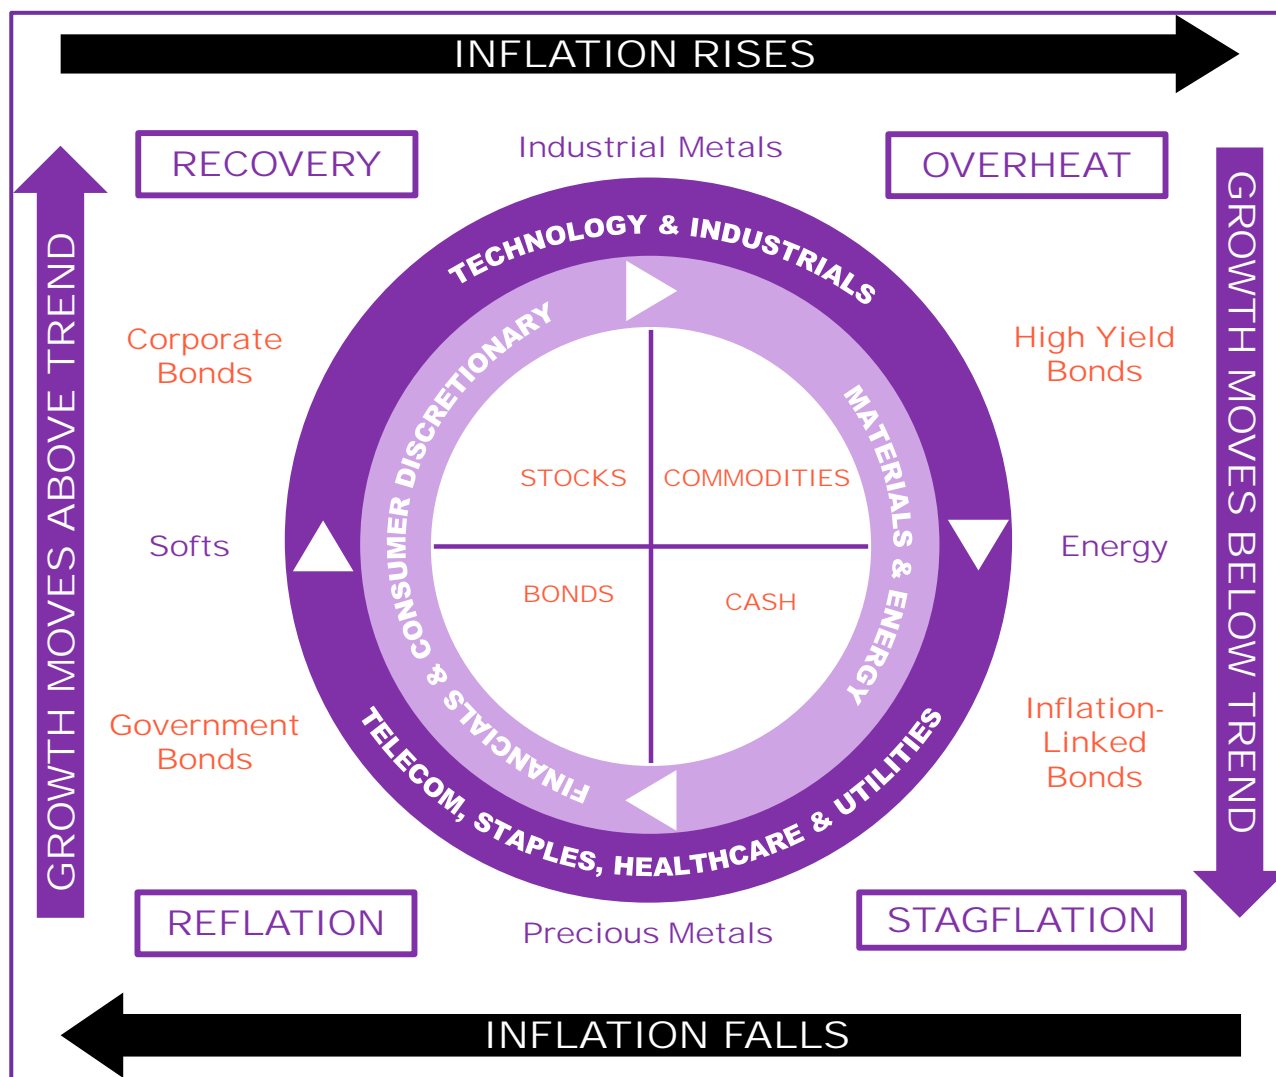 INFLATION RISES
RECOVERY
Industrial Metals
OVERHEAT
GROWTH MOVES ABOVE TREND
GROWTH MOVES BELOW TREND
TECHNOLOGY & INDUSTRIALS
Corporate
Bonds
High Yield
Bonds
FINANCIALS & CONSUMER DISCRETIONARY
MATERIALS & ENERGY
STOCKS
COMMODITIES
Softs
Energy
BONDS
CASH
Government
Bonds
Inflation-
Linked
Bonds
TELECOM, STAPLES, HEALTHCARE & UTILITIES
REFLATION
Precious Metals
STAGFLATION
INFLATION FALLS